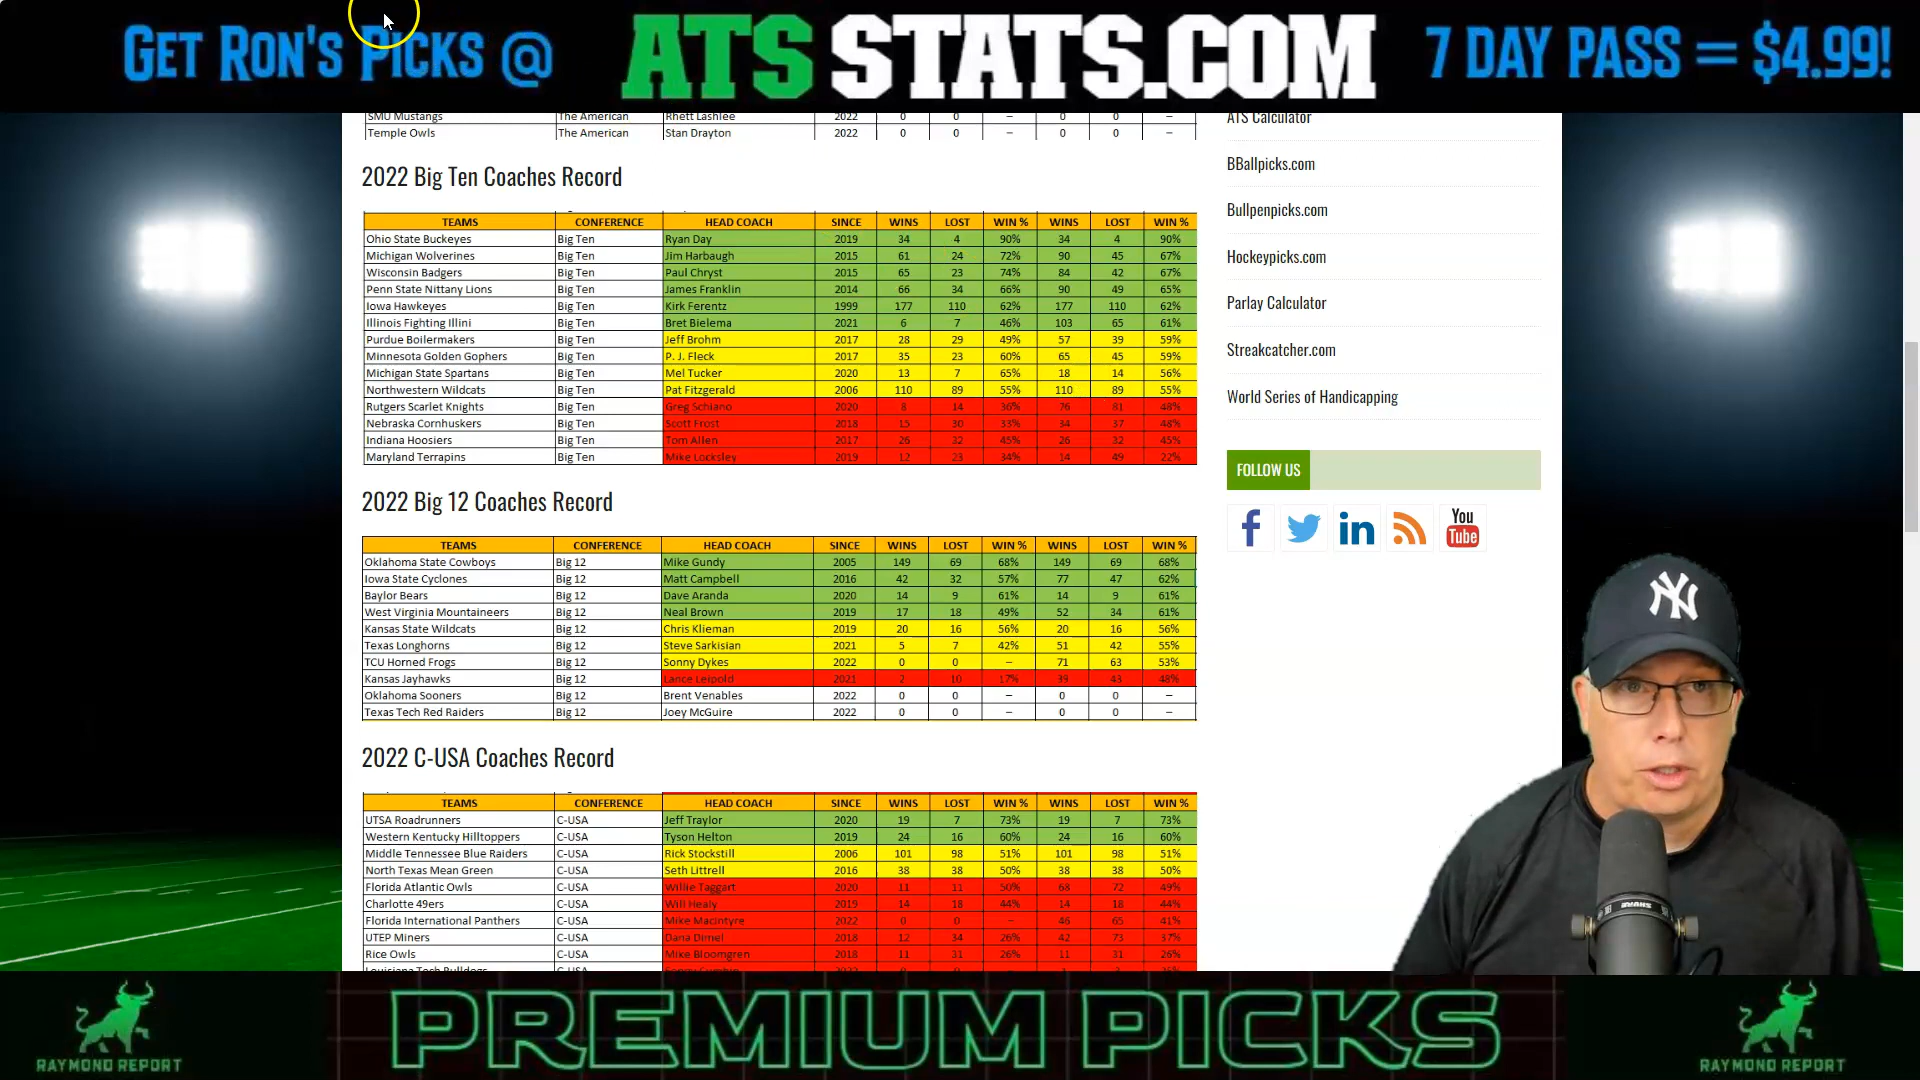 GET RON'S PICKS @ ATS STATS.COM 7 DAY PASS = $4.99!
SMU Mustangs The American Rhett Lashlee 2022 0 0 – 0 0 –
Temple Owls The American Stan Drayton 2022 0 0 – 0 0 –
2022 Big Ten Coaches Record
TEAMS CONFERENCE HEAD COACH SINCE WINS LOST WIN % WINS LOST WIN %
Ohio State Buckeyes Big Ten Ryan Day 2019 34 4 90% 34 4 90%
Michigan Wolverines Big Ten Jim Harbaugh 2015 61 24 72% 90 45 67%
Wisconsin Badgers Big Ten Paul Chryst 2015 65 23 74% 84 42 67%
Penn State Nittany Lions Big Ten James Franklin 2014 66 34 66% 90 49 65%
Iowa Hawkeyes Big Ten Kirk Ferentz 1999 177 110 62% 177 110 62%
Illinois Fighting Illini Big Ten Bret Bielema 2021 6 7 46% 103 65 61%
Purdue Boilermakers Big Ten Jeff Brohm 2017 28 29 49% 57 39 59%
Minnesota Golden Gophers Big Ten P. J. Fleck 2017 35 23 60% 65 45 59%
Michigan State Spartans Big Ten Mel Tucker 2020 13 7 65% 18 14 56%
Northwestern Wildcats Big Ten Pat Fitzgerald 2006 110 89 55% 110 89 55%
Rutgers Scarlet Knights Big Ten Greg Schiano 2020 8 14 36% 76 81 48%
Nebraska Cornhuskers Big Ten Scott Frost 2018 15 30 33% 34 37 48%
Indiana Hoosiers Big Ten Tom Allen 2017 26 32 45% 26 32 45%
Maryland Terrapins Big Ten Mike Locksley 2019 12 23 34% 14 49 22%
2022 Big 12 Coaches Record
TEAMS CONFERENCE HEAD COACH SINCE WINS LOST WIN % WINS LOST WIN %
Oklahoma State Cowboys Big 12 Mike Gundy 2005 149 69 68% 149 69 68%
Iowa State Cyclones Big 12 Matt Campbell 2016 42 32 57% 77 47 62%
Baylor Bears Big 12 Dave Aranda 2020 14 9 61% 14 9 61%
West Virginia Mountaineers Big 12 Neal Brown 2019 17 18 49% 52 34 61%
Kansas State Wildcats Big 12 Chris Klieman 2019 20 16 56% 20 16 56%
Texas Longhorns Big 12 Steve Sarkisian 2021 5 7 42% 51 42 55%
TCU Horned Frogs Big 12 Sonny Dykes 2022 0 0 – 71 63 53%
Kansas Jayhawks Big 12 Lance Leipold 2021 2 10 17% 39 43 48%
Oklahoma Sooners Big 12 Brent Venables 2022 0 0 – 0 0 –
Texas Tech Red Raiders Big 12 Joey McGuire 2022 0 0 – 0 0 –
2022 C-USA Coaches Record
TEAMS CONFERENCE HEAD COACH SINCE WINS LOST WIN % WINS LOST WIN %
UTSA Roadrunners C-USA Jeff Traylor 2020 19 7 73% 19 7 73%
Western Kentucky Hilltoppers C-USA Tyson Helton 2019 24 16 60% 24 16 60%
Middle Tennessee Blue Raiders C-USA Rick Stockstill 2006 101 98 51% 101 98 51%
North Texas Mean Green C-USA Seth Littrell 2016 38 38 50% 38 38 50%
Florida Atlantic Owls C-USA Willie Taggart 2020 11 11 50% 68 72 49%
Charlotte 49ers C-USA Will Healy 2019 14 18 44% 14 18 44%
Florida International Panthers C-USA Mike Macintyre 2022 0 0 – 46 65 41%
UTEP Miners C-USA Dana Dimel 2018 12 34 26% 42 73 37%
Rice Owls C-USA Mike Bloomgren 2018 11 31 26% 11 31 26%
ATS Calculator
BBallpicks.com
Bullpenpicks.com
Hockeypicks.com
Parlay Calculator
Streakcatcher.com
World Series of Handicapping
FOLLOW US
f in You Tube
NY
SHURE
RAYMOND REPORT
PREMIUM PICKS
RAYMOND REPORT